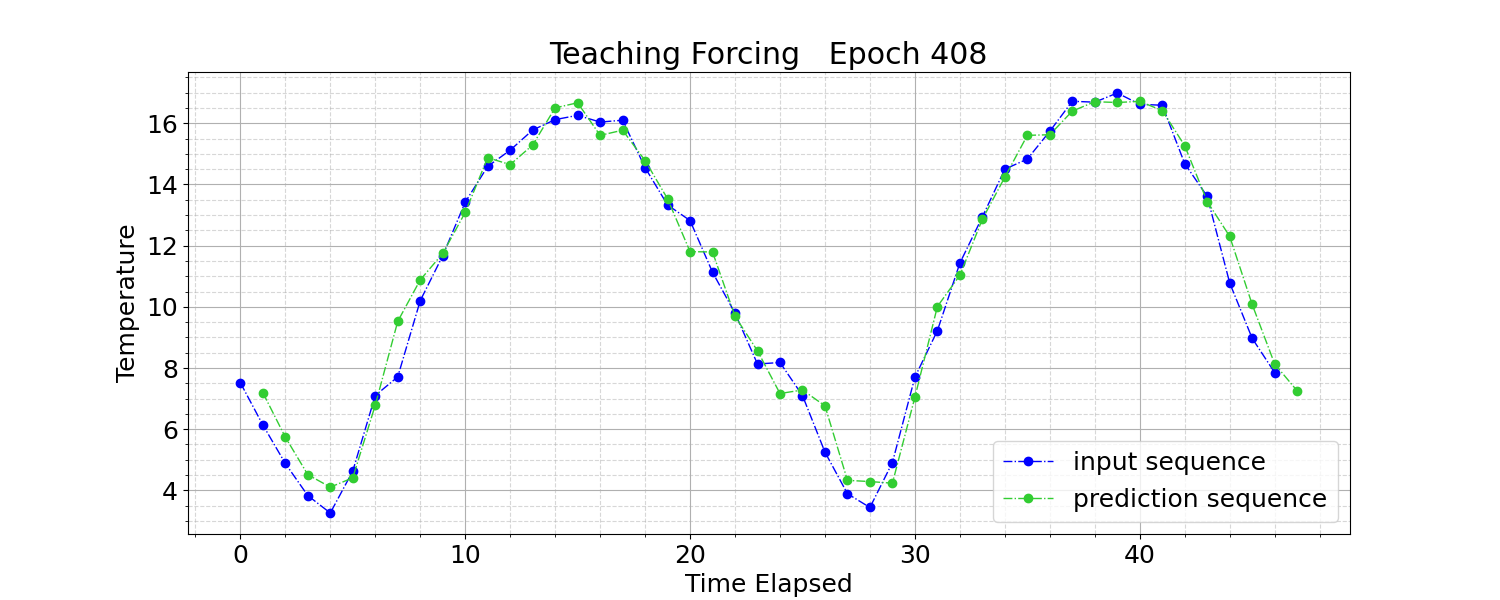 Teaching Forcing   Epoch 408
16
14
12
10
8
6
4
Temperature
input sequence
prediction sequence
0 10 20 30 40
Time Elapsed